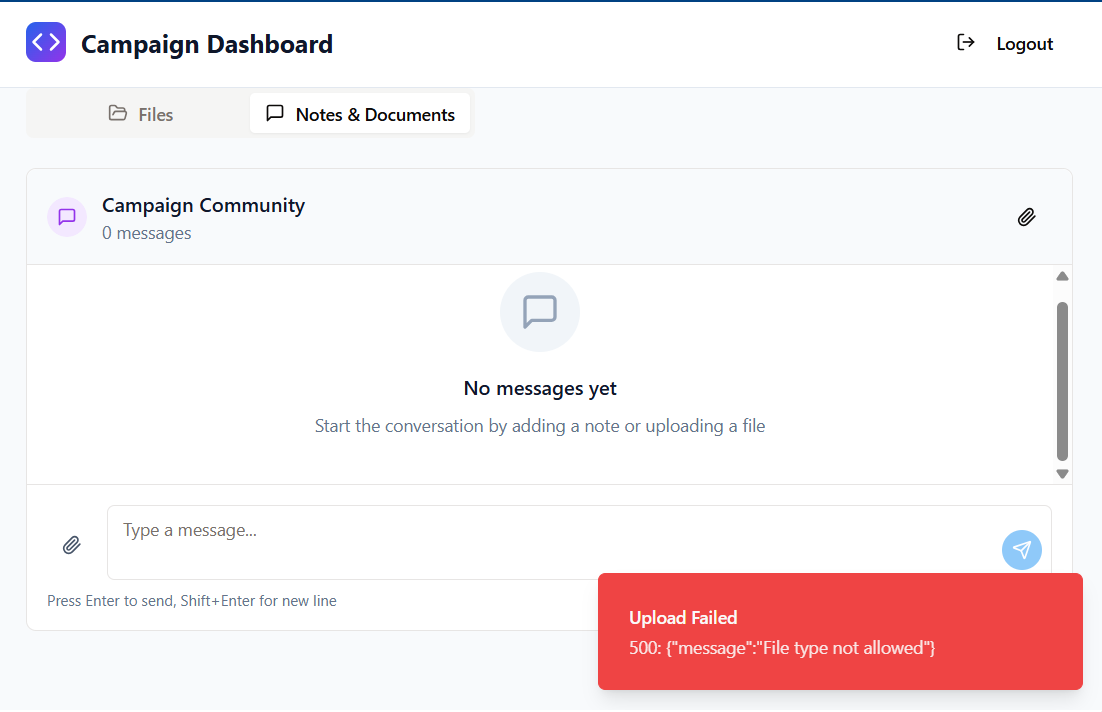 Campaign Dashboard
Logout
Files
Notes & Documents
Campaign Community
0 messages
No messages yet
Start the conversation by adding a note or uploading a file
Type a message...
Press Enter to send, Shift+Enter for new line
Upload Failed
500: {"message":"File type not allowed"}